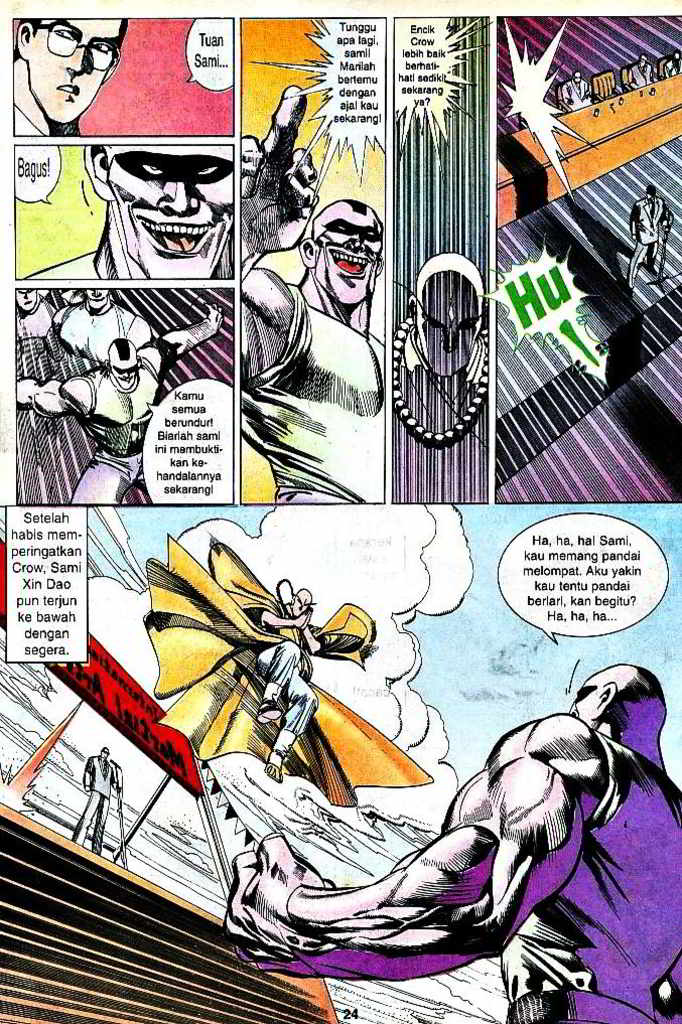 Tuan
Sami...
Bagus!
Kamu
semua
berundur!
Biarlah sami
ini membukti-
kan ke-
handalannya
sekarang!
Tunggu
apa lagi,
sami!
Marilah
bertemu
dengan
ajal kau
sekarang!
Encik
Crow
lebih baik
berhati-
hati sedikit
sekarang
ya?
Hu
!
Setelah
habis mem-
peringatkan
Crow, Sami
Xin Dao
pun terjun
ke bawah
dengan
segera.
Ha, ha, ha! Sami,
kau memang pandai
melompat. Aku yakin
kau tentu pandai
berlari, kan begitu?
Ha, ha, ha...
24